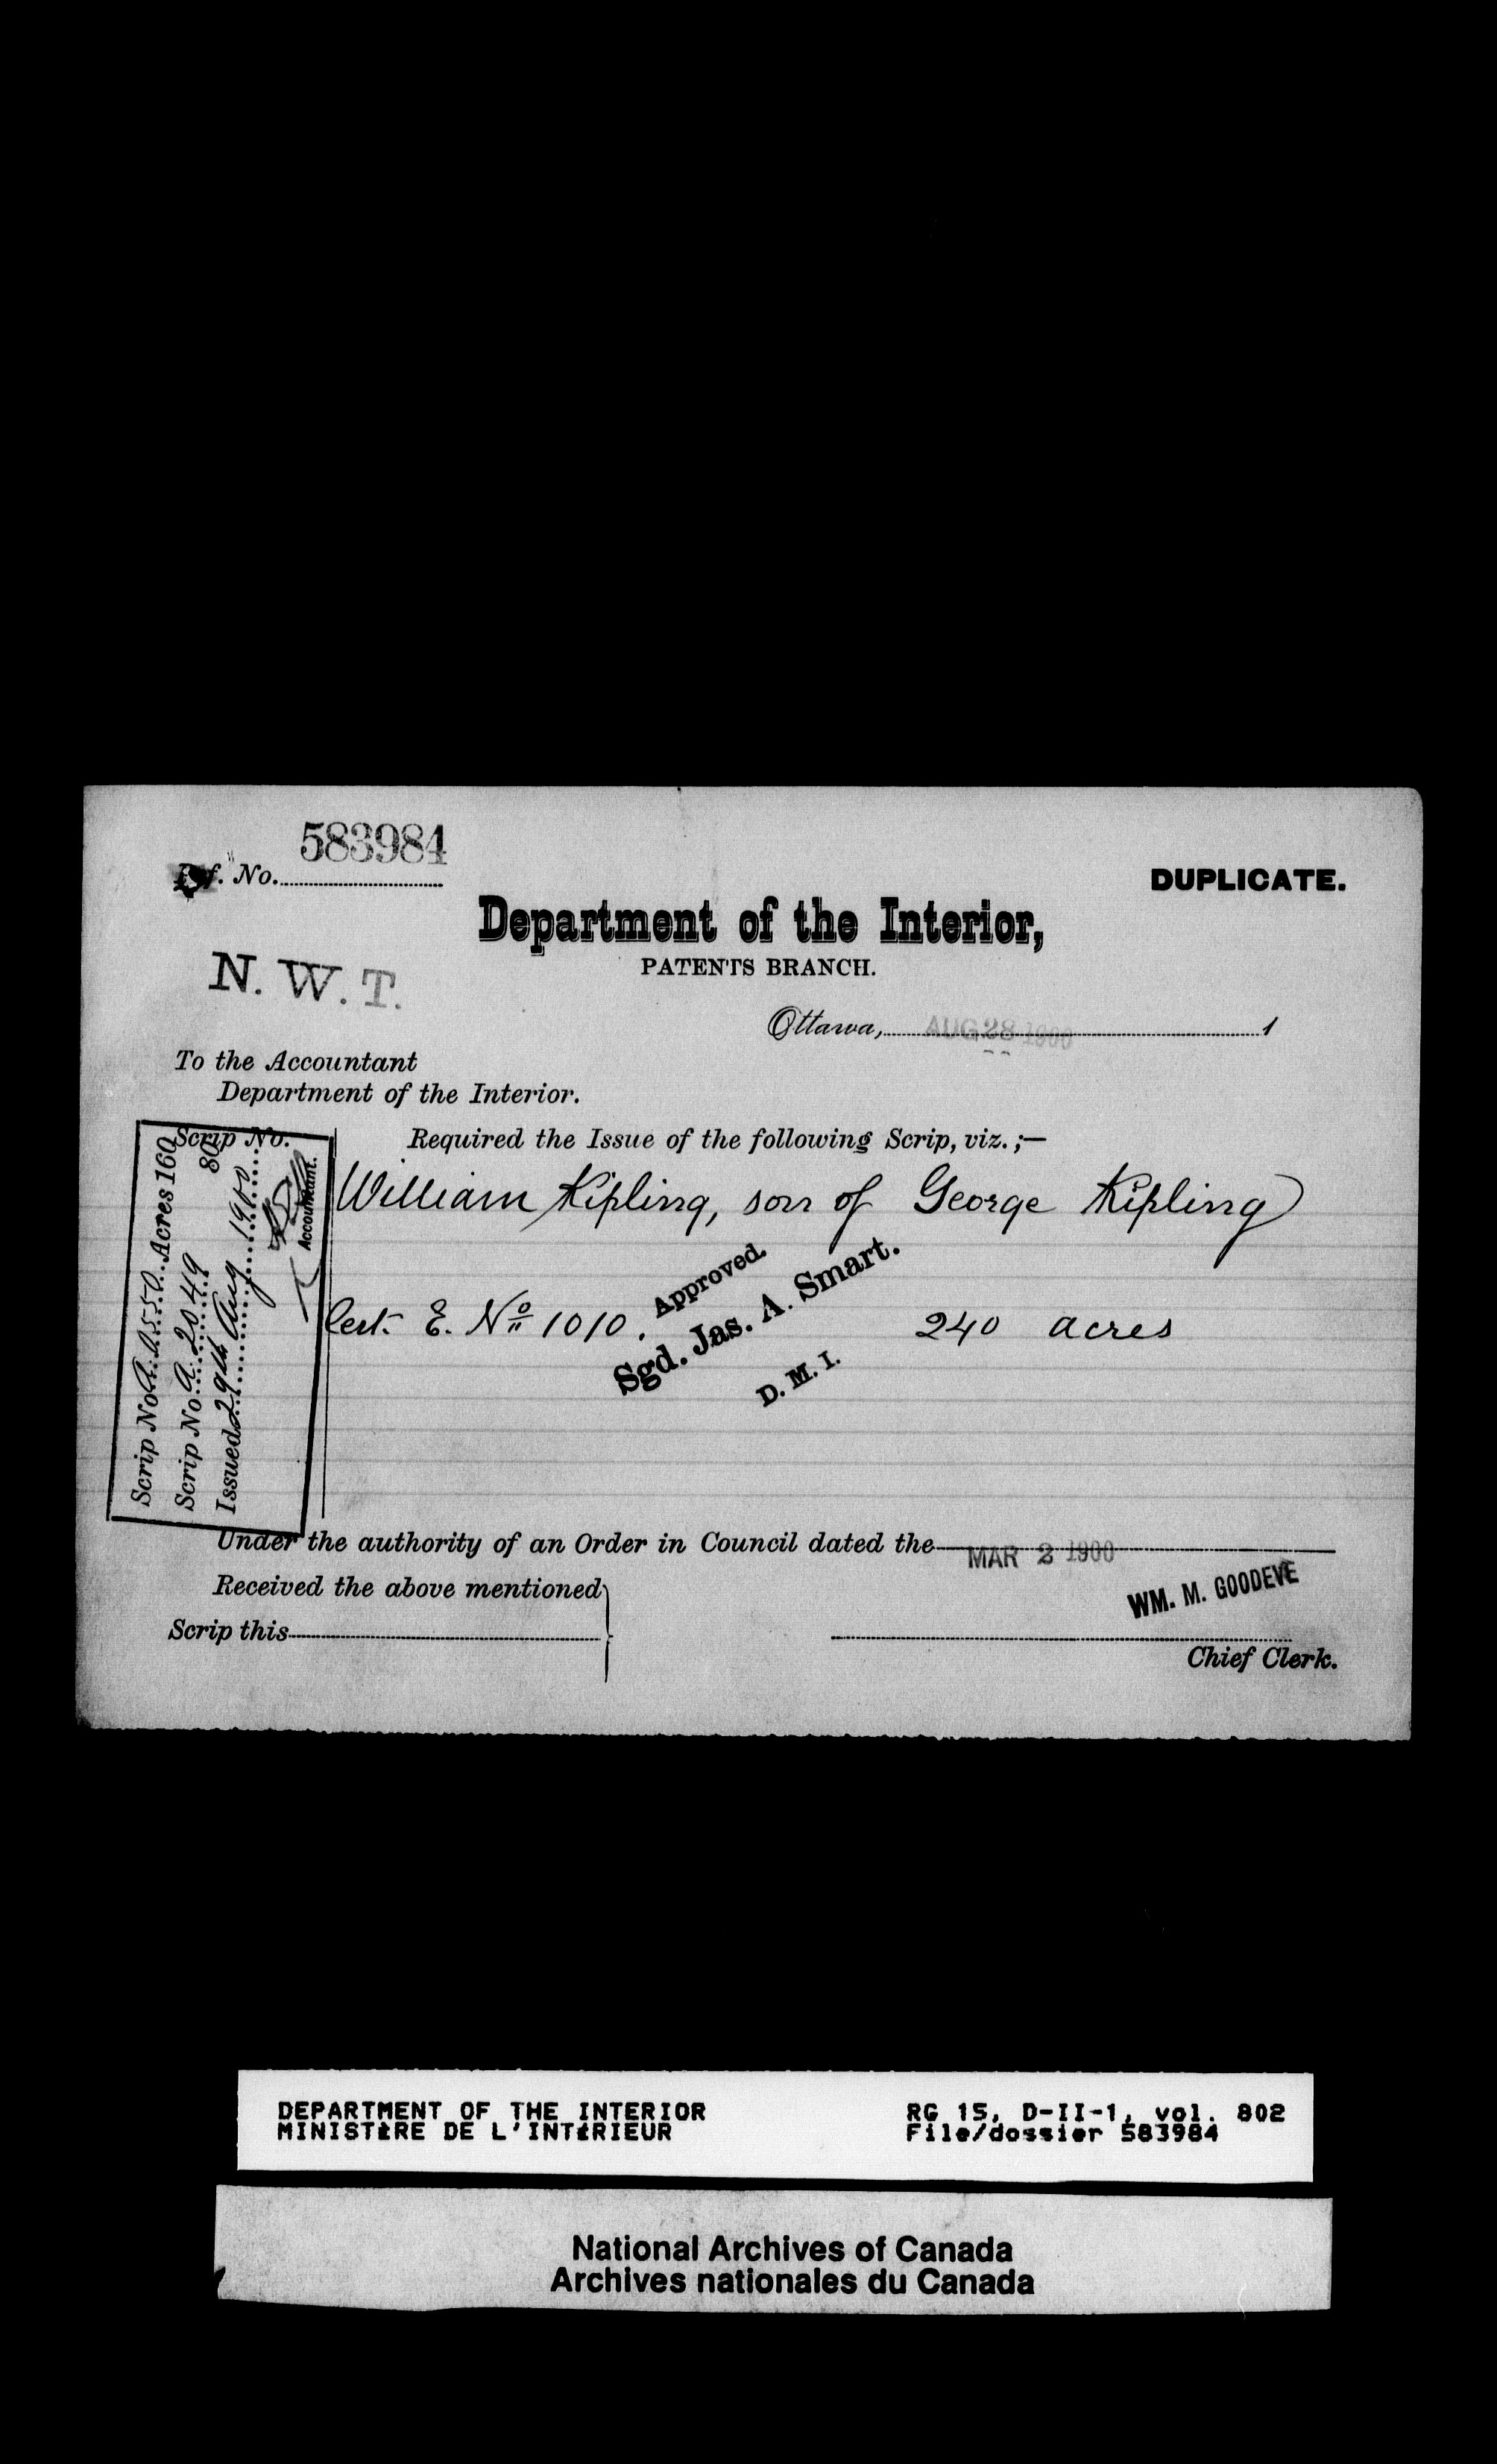 583984
Ref. No.
DUPLICATE.
Department of the Interior,
PATENTS BRANCH.
N. W. T.
Ottawa, AUG 28 1900 1
To the Accountant
Department of the Interior.
Scrip No.
Required the Issue of the following Scrip, viz.;—
Scrip No A Acres 160
Scrip No A 2049 80
Issued 29th Aug 1900
Accountant.
William Kipling, son of George Kipling
Cert. E. No 1010. 240 acres
Approved.
Sgd. Jas. A. Smart.
D. M. I.
Under the authority of an Order in Council dated the MAR 2 1900
Received the above mentioned
Scrip this
WM. M. GOODEVE
Chief Clerk.
DEPARTMENT OF THE INTERIOR RG 15, D-II-1, vol. 802
MINISTÈRE DE L'INTÉRIEUR File/dossier 583984
National Archives of Canada
Archives nationales du Canada